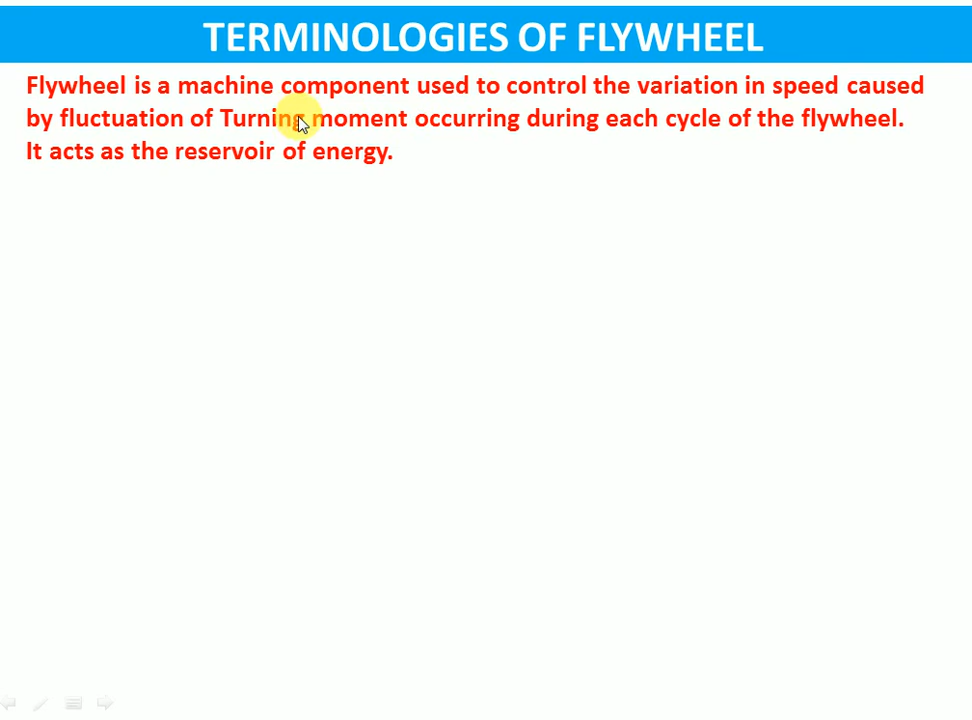 TERMINOLOGIES OF FLYWHEEL
Flywheel is a machine component used to control the variation in speed caused
by fluctuation of Turning moment occurring during each cycle of the flywheel.
It acts as the reservoir of energy.